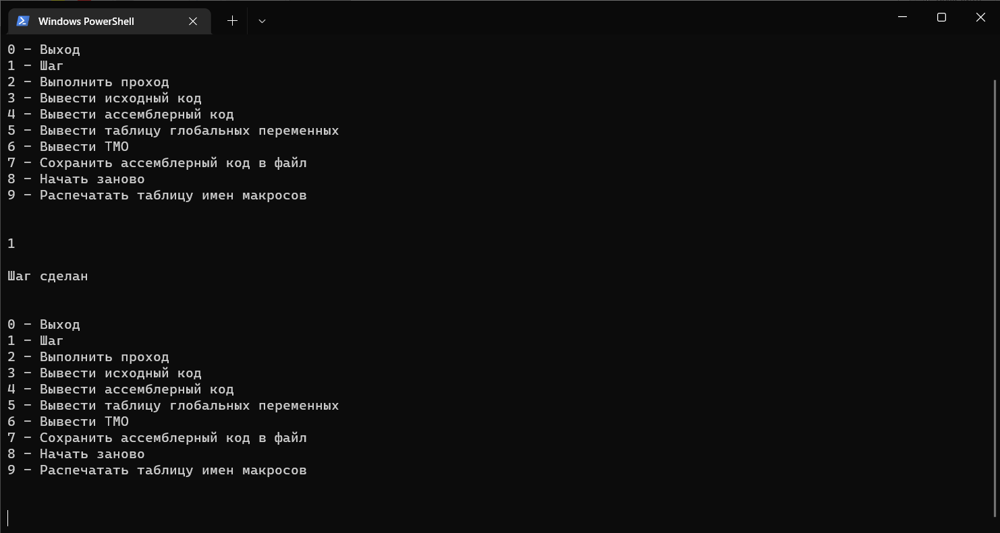 Windows PowerShell
0 - Выход
1 - Шаг
2 - Выполнить проход
3 - Вывести исходный код
4 - Вывести ассемблерный код
5 - Вывести таблицу глобальных переменных
6 - Вывести ТМО
7 - Сохранить ассемблерный код в файл
8 - Начать заново
9 - Распечатать таблицу имен макросов
1
Шаг сделан
0 - Выход
1 - Шаг
2 - Выполнить проход
3 - Вывести исходный код
4 - Вывести ассемблерный код
5 - Вывести таблицу глобальных переменных
6 - Вывести ТМО
7 - Сохранить ассемблерный код в файл
8 - Начать заново
9 - Распечатать таблицу имен макросов